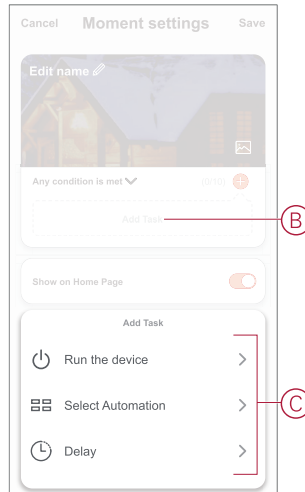 Cancel Moment settings Save
Edit name
Any condition is met (0/10)
Add Task
B
Show on Home Page
Add Task
Run the device
Select Automation
C
Delay